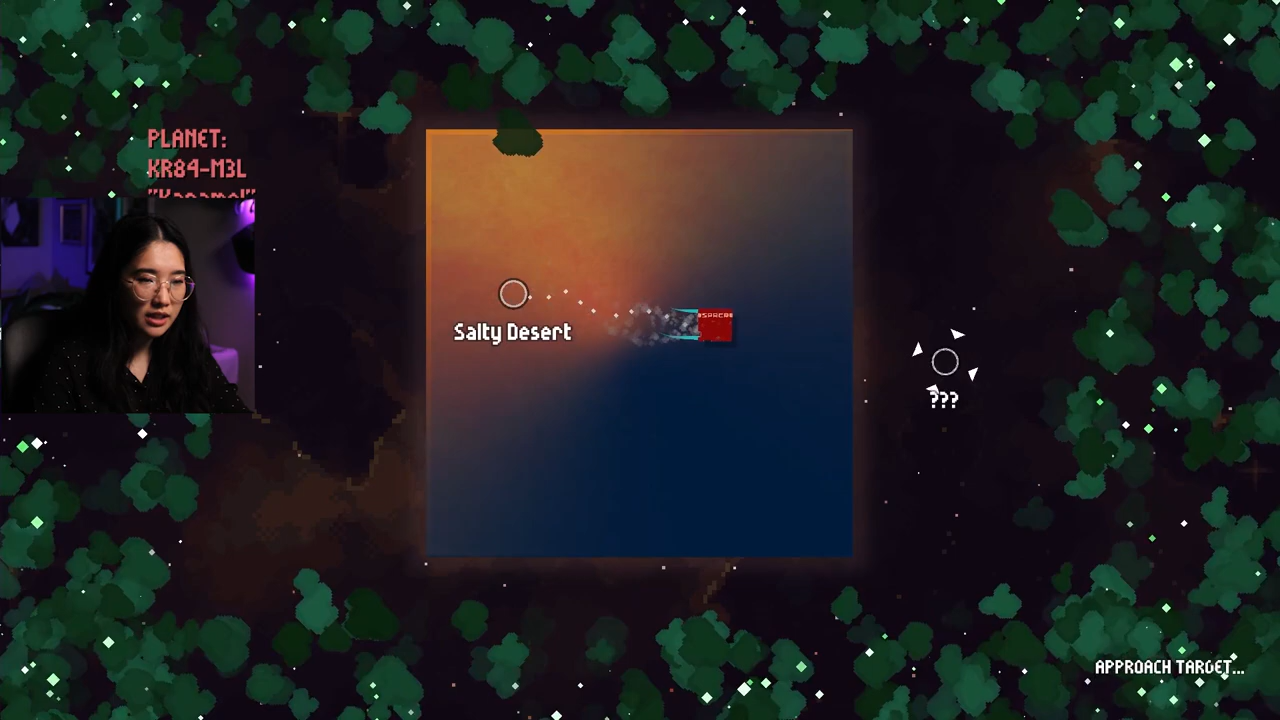 PLANET:
KR84-M3L
Salty Desert
???
APPROACH TARGET...